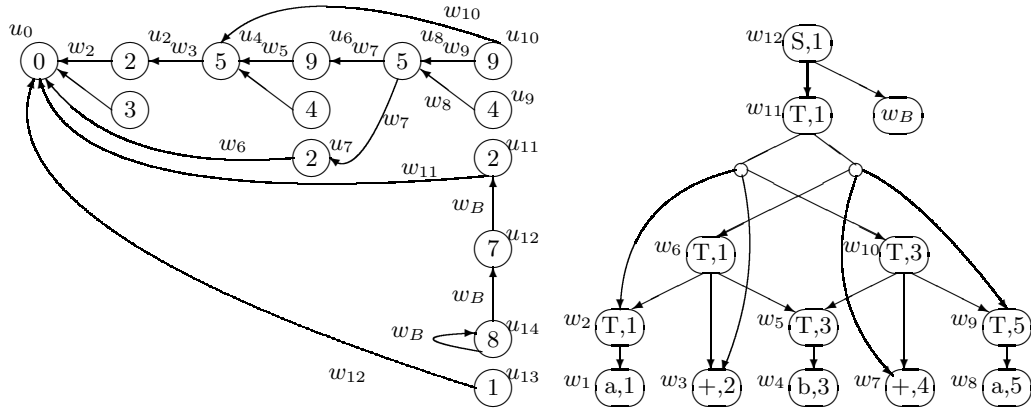 w10
u0 w2 u2 w3 u4 w5 u6 w7 u8 w9 u10
0 2 5 9 5 9
3 4 w8 4 u9
w7
w6 2 u7 2 u11
w11
wB
7 u12
wB
wB 8 u14
w12 1 u13
w12 S,1
w11 T,1 wB
w6 T,1 w10 T,3
w2 T,1 w5 T,3 w9 T,5
w1 a,1 w3 +,2 w4 b,3 w7 +,4 w8 a,5